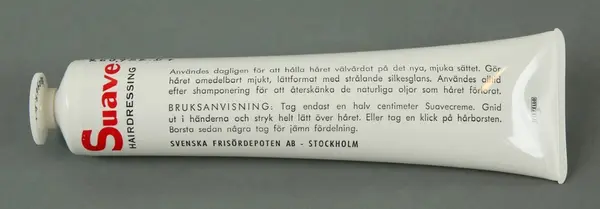 Suave
HAIRDRESSING
Användes dagligen för att hålla håret välvårdat på det nya, mjuka sättet. Gör
håret omedelbart mjukt, lättformat med strålande silkesglans. Användes alltid
efter shamponering för att återskänka de naturliga oljor som håret förlorat.
BRUKSANVISNING: Tag endast en halv centimeter Suavecreme. Gnid
ut i händerna och stryk helt lätt över håret. Eller tag en klick på hårborsten.
Borsta sedan några tag för jämn fördelning.
SVENSKA FRISÖRDEPOTEN AB - STOCKHOLM